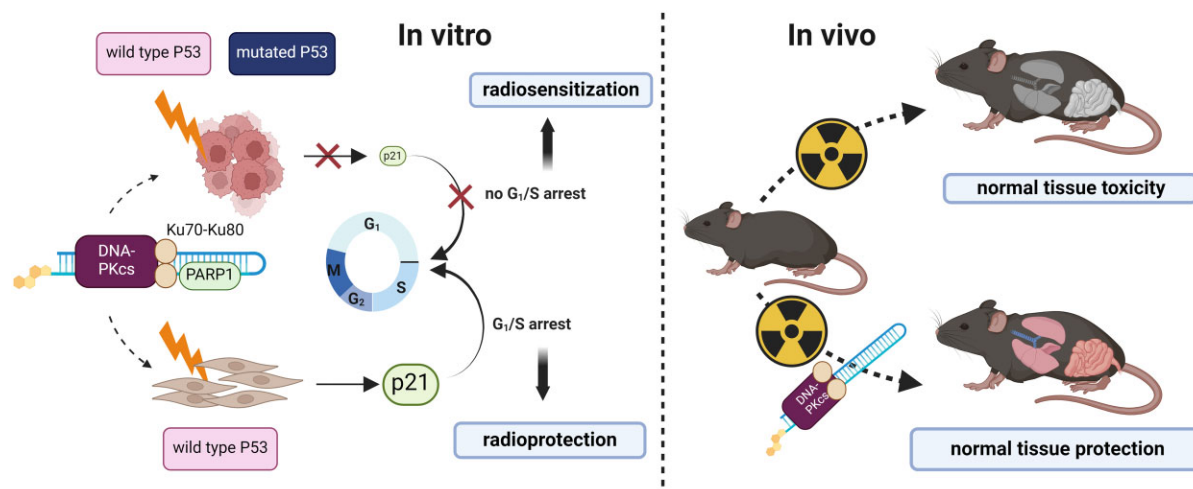 In vitro
wild type P53
mutated P53
radiosensitization
p21
no G₁/S arrest
Ku70-Ku80
DNA-
PKcs
PARP1
G₁
M
S
G₂
G₁/S arrest
p21
wild type P53
radioprotection
In vivo
normal tissue toxicity
DNA-
PKcs
normal tissue protection